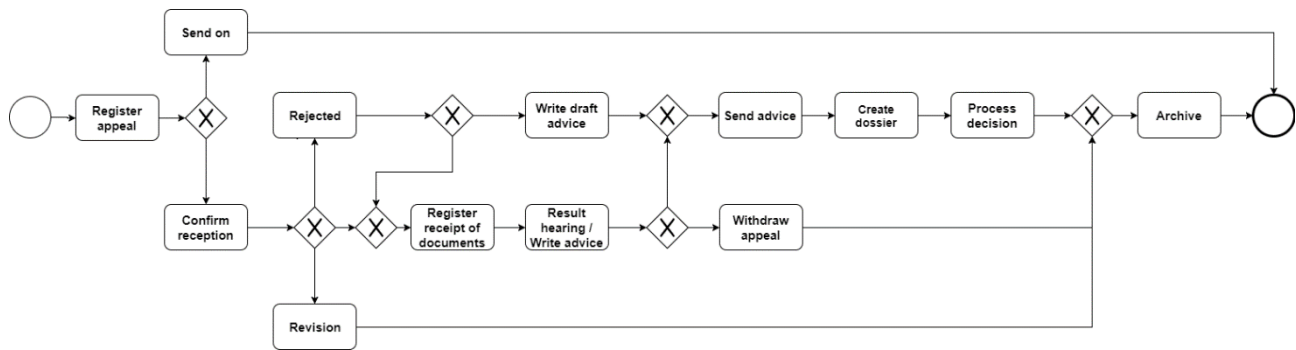 Send on
Register
appeal
X
Rejected
X
Write draft
advice
X
Send advice
Create
dossier
Process
decision
X
Archive
Confirm
reception
X
X
Register
receipt of
documents
Result
hearing /
Write advice
X
Withdraw
appeal
Revision